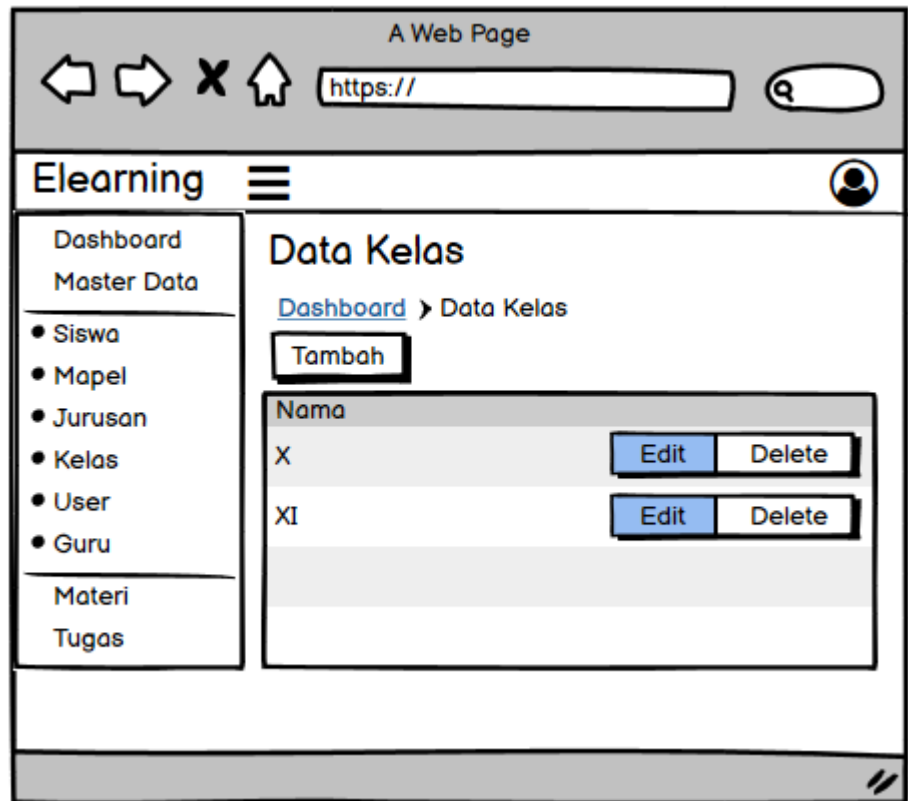 A Web Page
https://
Elearning
Dashboard
Master Data
Siswa
Mapel
Jurusan
Kelas
User
Guru
Materi
Tugas
Data Kelas
Dashboard > Data Kelas
Tambah
Nama
X Edit Delete
XI Edit Delete